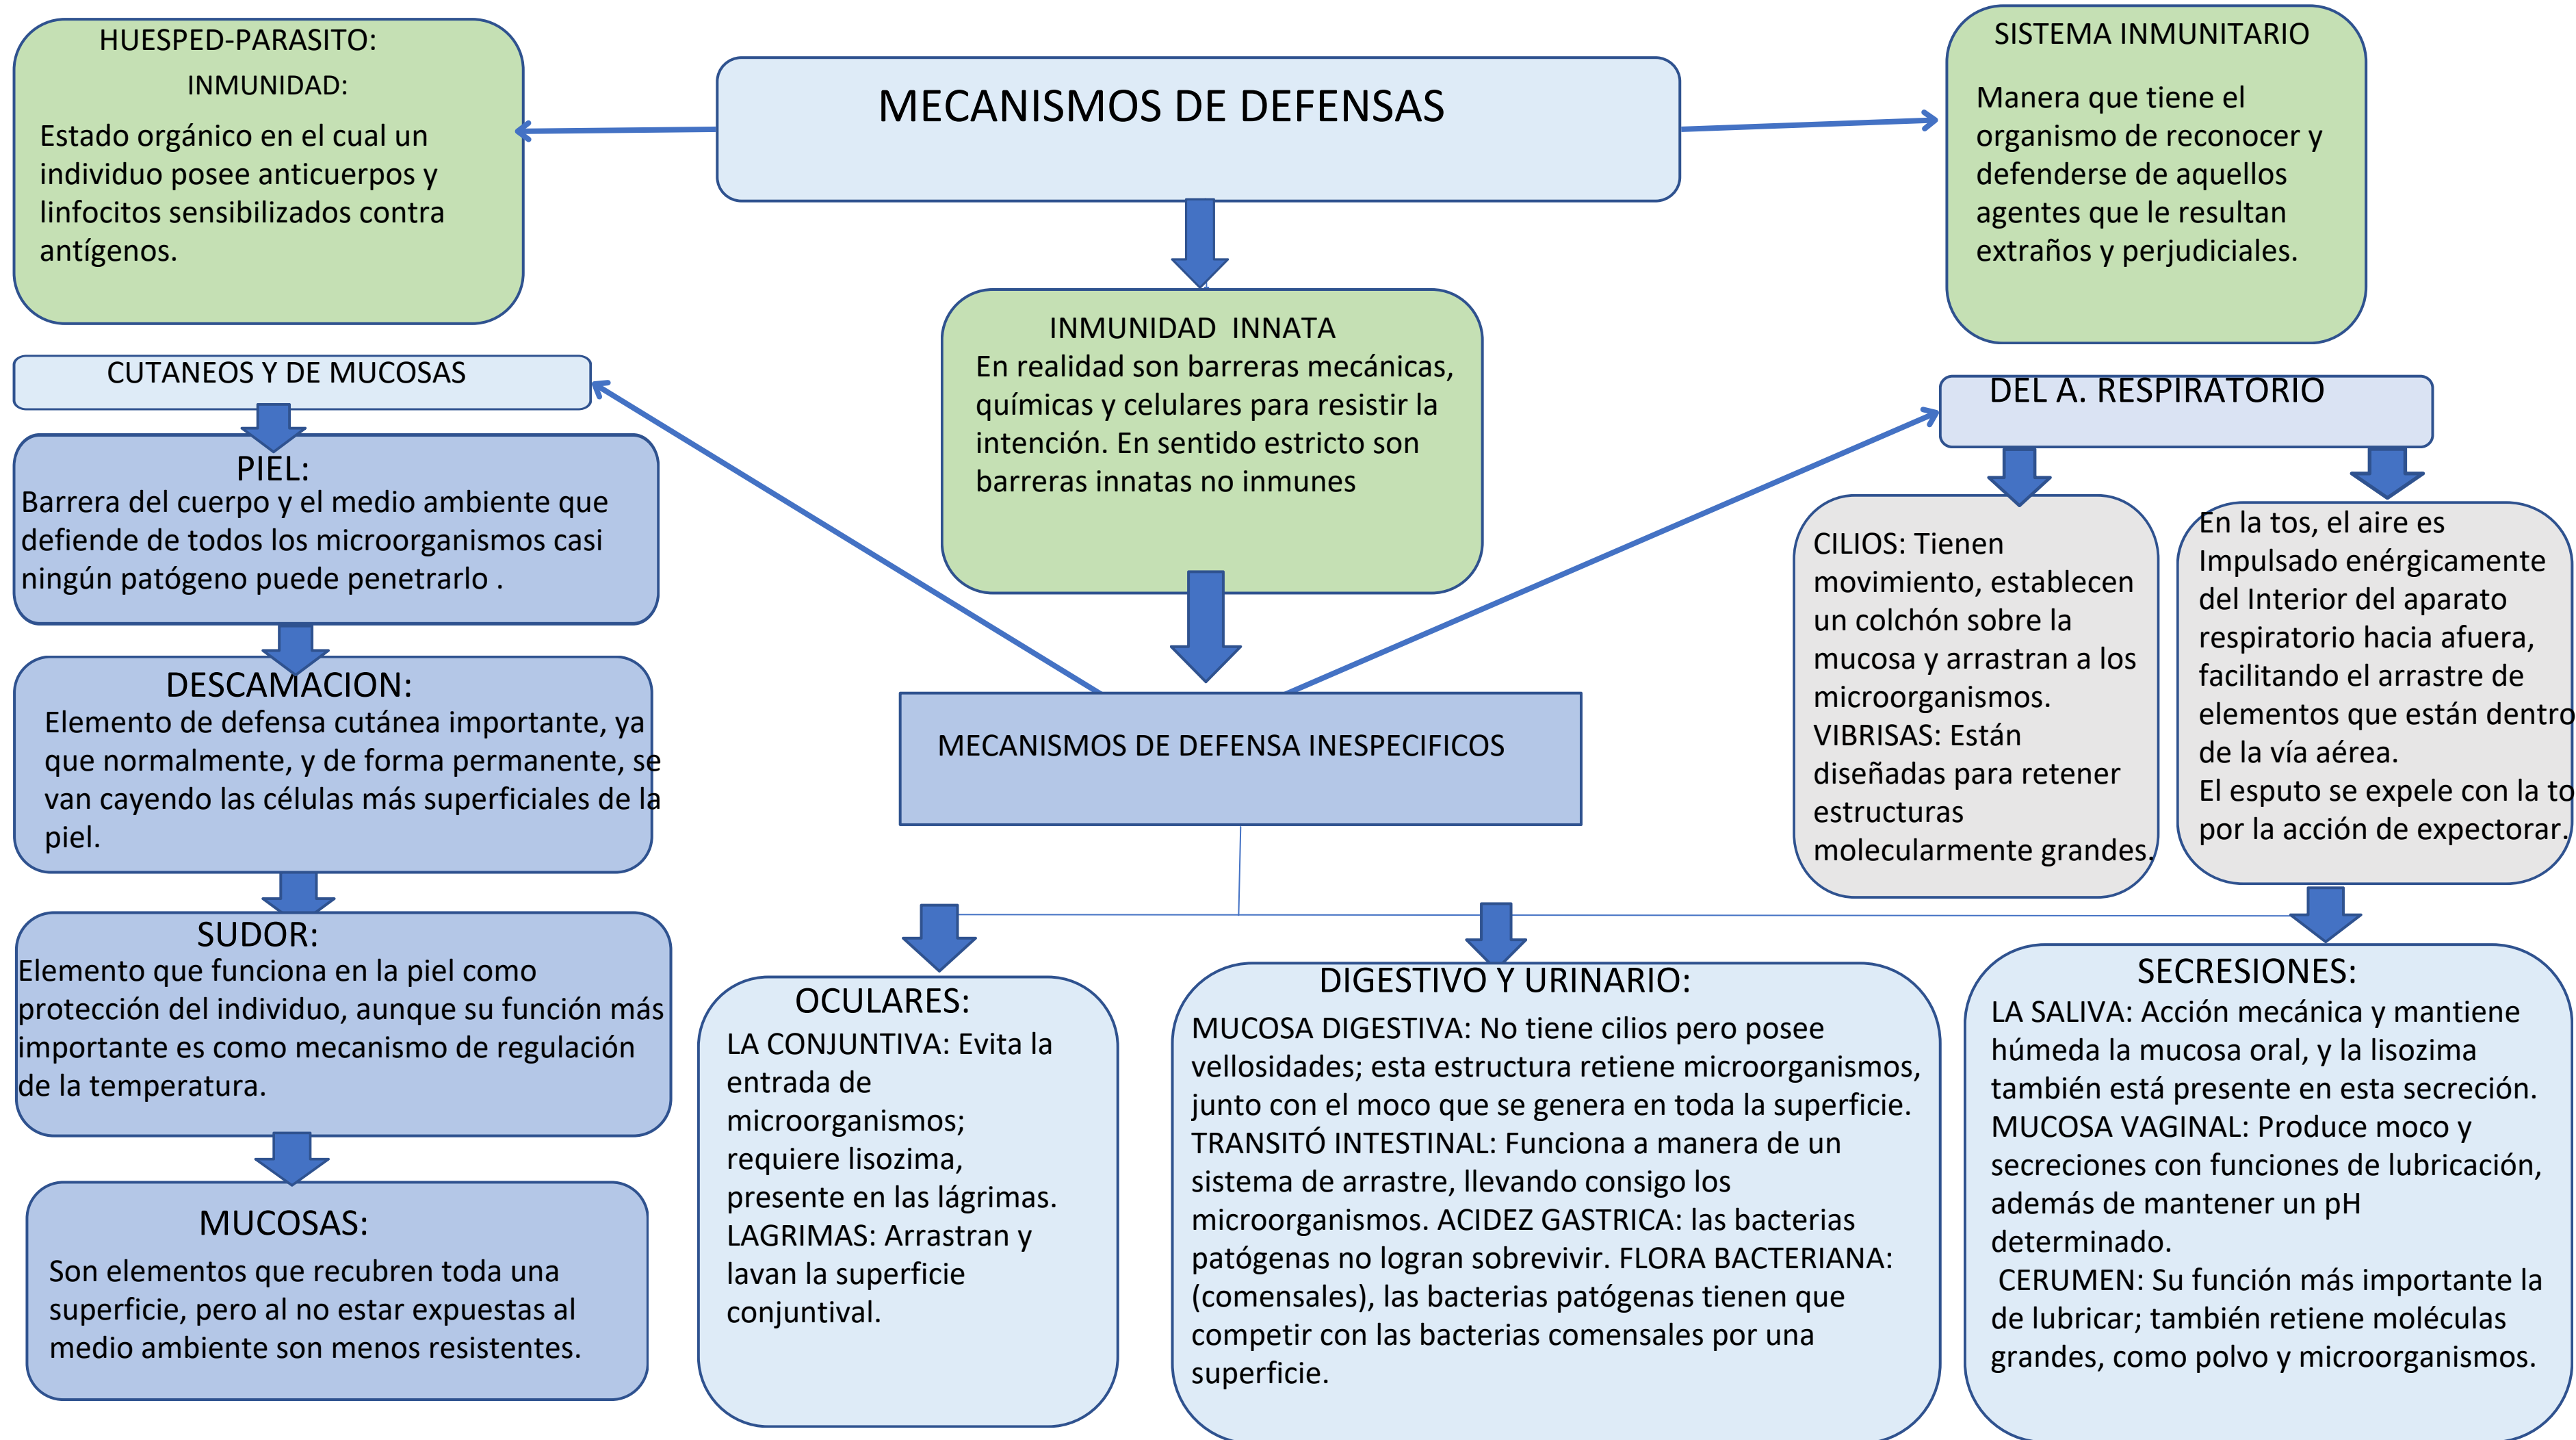 MECANISMOS DE DEFENSAS
HUESPED-PARASITO:
INMUNIDAD:
Estado orgánico en el cual un
individuo posee anticuerpos y
linfocitos sensibilizados contra
antígenos.
SISTEMA INMUNITARIO
Manera que tiene el
organismo de reconocer y
defenderse de aquellos
agentes que le resultan
extraños y perjudiciales.
INMUNIDAD INNATA
En realidad son barreras mecánicas,
químicas y celulares para resistir la
intención. En sentido estricto son
barreras innatas no inmunes
MECANISMOS DE DEFENSA INESPECIFICOS
CUTANEOS Y DE MUCOSAS
PIEL:
Barrera del cuerpo y el medio ambiente que
defiende de todos los microorganismos casi
ningún patógeno puede penetrarlo .
DESCAMACION:
Elemento de defensa cutánea importante, ya
que normalmente, y de forma permanente, se
van cayendo las células más superficiales de la
piel.
SUDOR:
Elemento que funciona en la piel como
protección del individuo, aunque su función más
importante es como mecanismo de regulación
de la temperatura.
MUCOSAS:
Son elementos que recubren toda una
superficie, pero al no estar expuestas al
medio ambiente son menos resistentes.
DEL A. RESPIRATORIO
CILIOS: Tienen
movimiento, establecen
un colchón sobre la
mucosa y arrastran a los
microorganismos.
VIBRISAS: Están
diseñadas para retener
estructuras
molecularmente grandes.
En la tos, el aire es
Impulsado enérgicamente
del Interior del aparato
respiratorio hacia afuera,
facilitando el arrastre de
elementos que están dentro
de la vía aérea.
El esputo se expele con la to
por la acción de expectorar.
OCULARES:
LA CONJUNTIVA: Evita la
entrada de
microorganismos;
requiere lisozima,
presente en las lágrimas.
LAGRIMAS: Arrastran y
lavan la superficie
conjuntival.
DIGESTIVO Y URINARIO:
MUCOSA DIGESTIVA: No tiene cilios pero posee
vellosidades; esta estructura retiene microorganismos,
junto con el moco que se genera en toda la superficie.
TRANSITÓ INTESTINAL: Funciona a manera de un
sistema de arrastre, llevando consigo los
microorganismos. ACIDEZ GASTRICA: las bacterias
patógenas no logran sobrevivir. FLORA BACTERIANA:
(comensales), las bacterias patógenas tienen que
competir con las bacterias comensales por una
superficie.
SECRESIONES:
LA SALIVA: Acción mecánica y mantiene
húmeda la mucosa oral, y la lisozima
también está presente en esta secreción.
MUCOSA VAGINAL: Produce moco y
secreciones con funciones de lubricación,
además de mantener un pH
determinado.
CERUMEN: Su función más importante la
de lubricar; también retiene moléculas
grandes, como polvo y microorganismos.